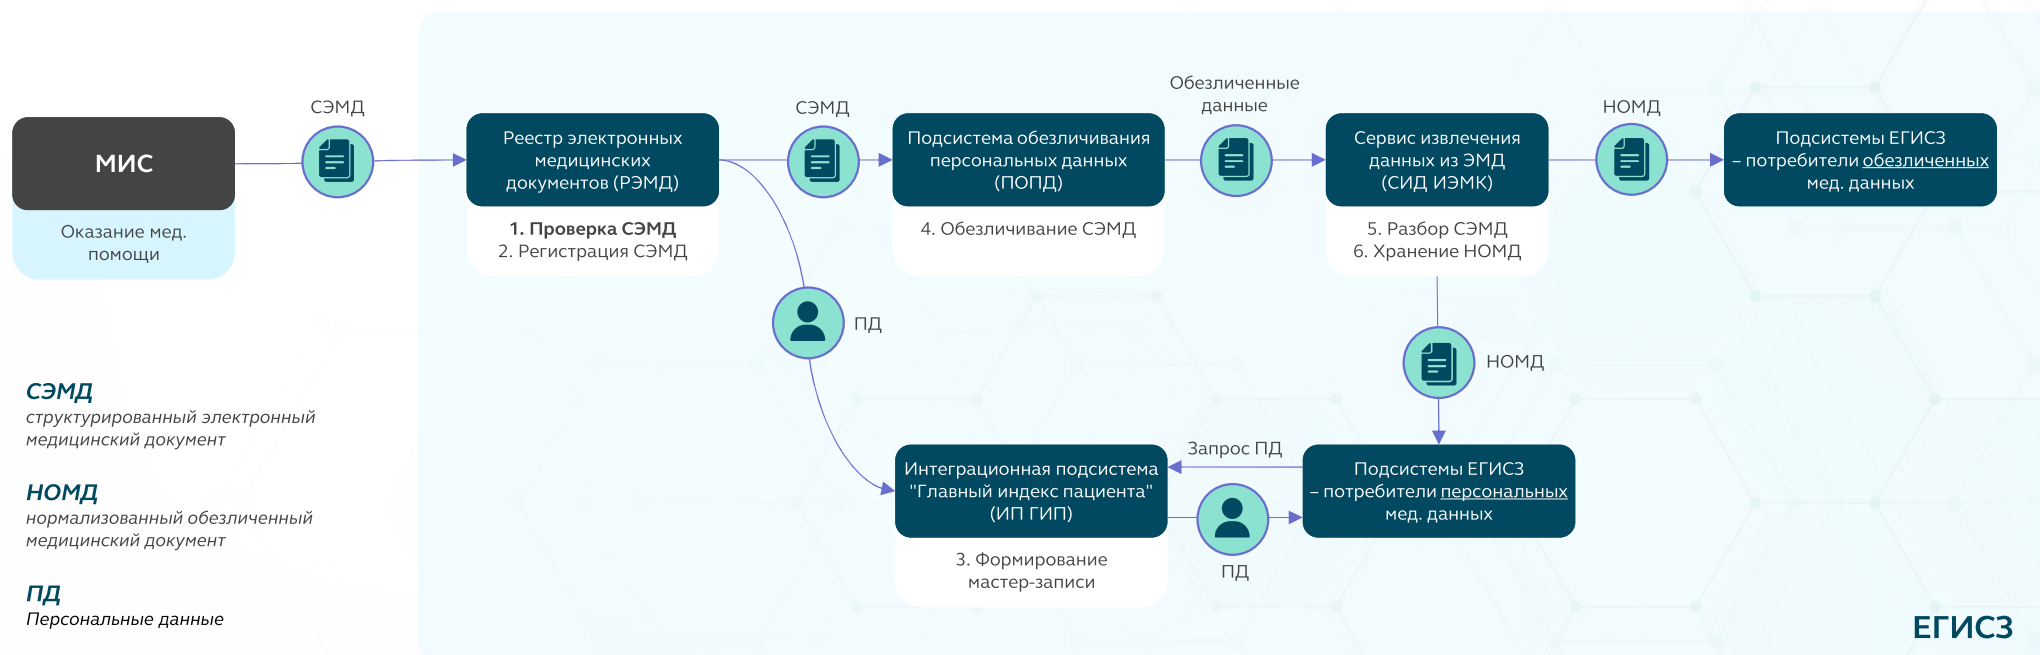 СЭМД
МИС
Оказание мед.
помощи
Реестр электронных
медицинских
документов (РЭМД)
1. Проверка СЭМД
2. Регистрация СЭМД
СЭМД
ПД
Подсистема обезличивания
персональных данных
(ПОПД)
4. Обезличивание СЭМД
Обезличенные
данные
Сервис извлечения
данных из ЭМД
(СИД ИЭМК)
5. Разбор СЭМД
6. Хранение НОМД
НОМД
Подсистемы ЕГИСЗ
– потребители обезличенных
мед. данных
НОМД
Интеграционная подсистема
"Главный индекс пациента"
(ИП ГИП)
3. Формирование
мастер-записи
Запрос ПД
ПД
Подсистемы ЕГИСЗ
– потребители персональных
мед. данных
СЭМД
структурированный электронный
медицинский документ
НОМД
нормализованный обезличенный
медицинский документ
ПД
Персональные данные
ЕГИСЗ